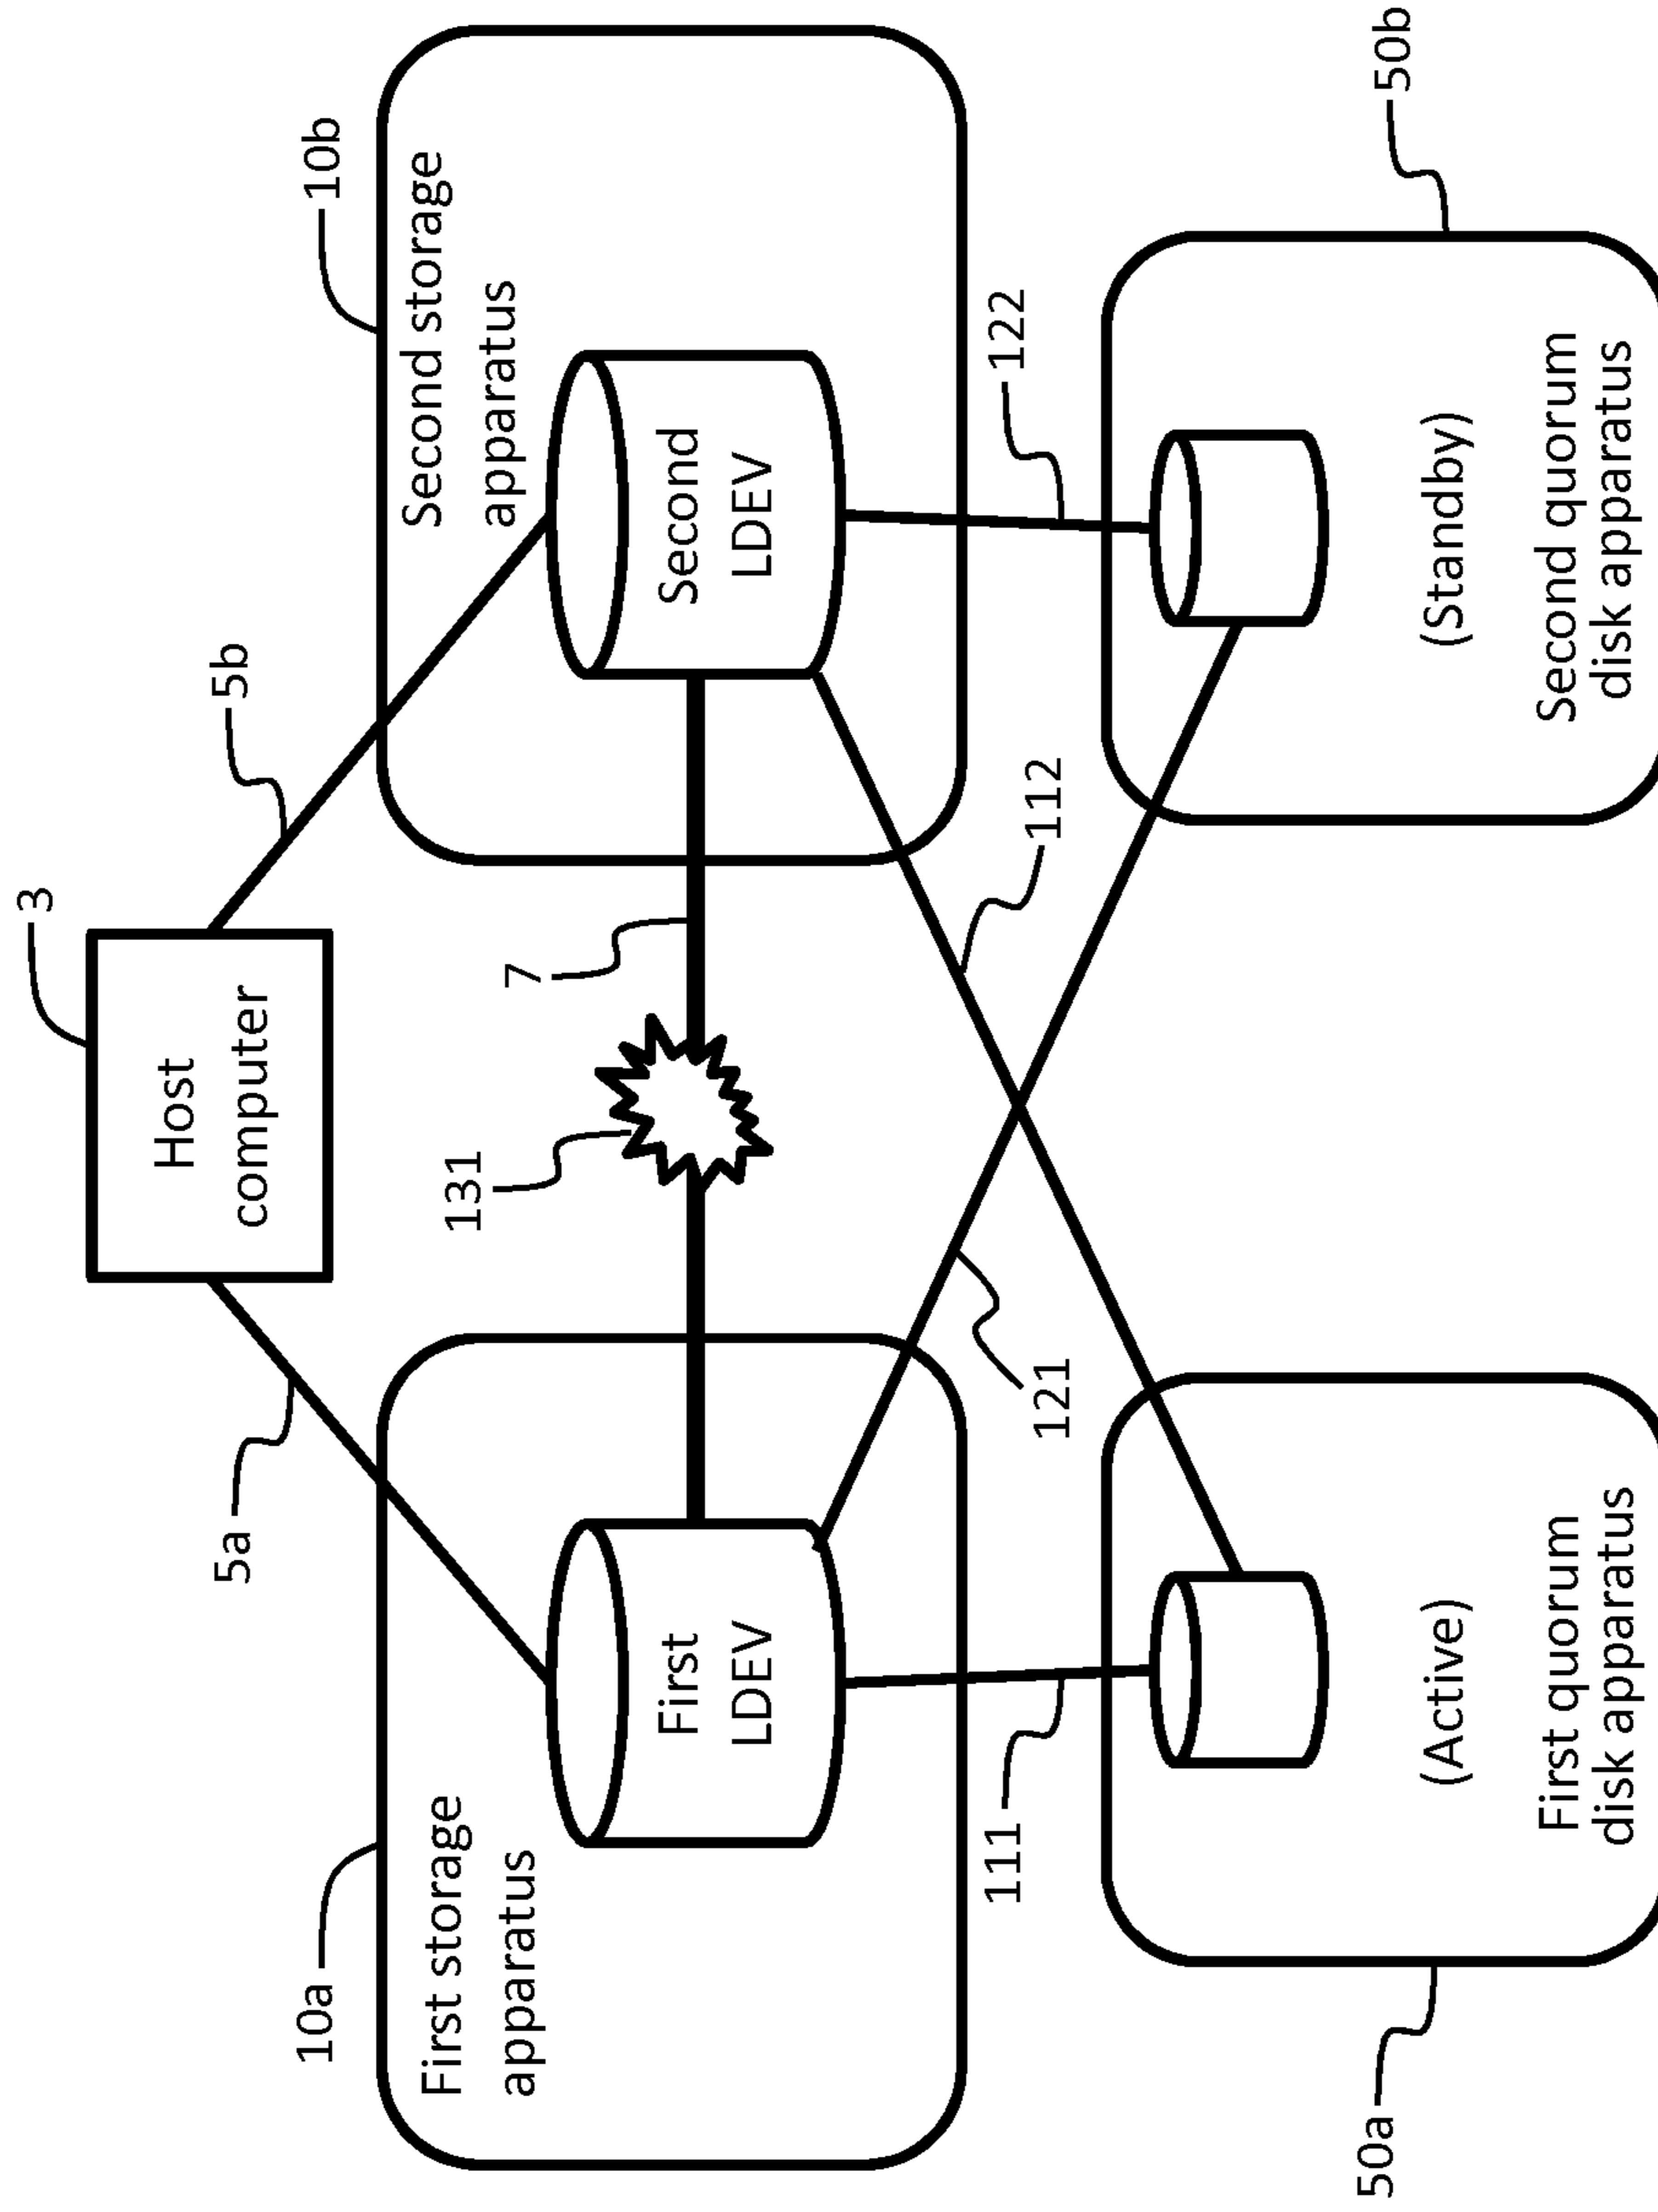 3
Host
computer
5a
5b
10a
10b
First storage
apparatus
Second storage
apparatus
131
7
First
LDEV
Second
LDEV
111
121
112
122
50a
50b
(Active)
First quorum
disk apparatus
(Standby)
Second quorum
disk apparatus